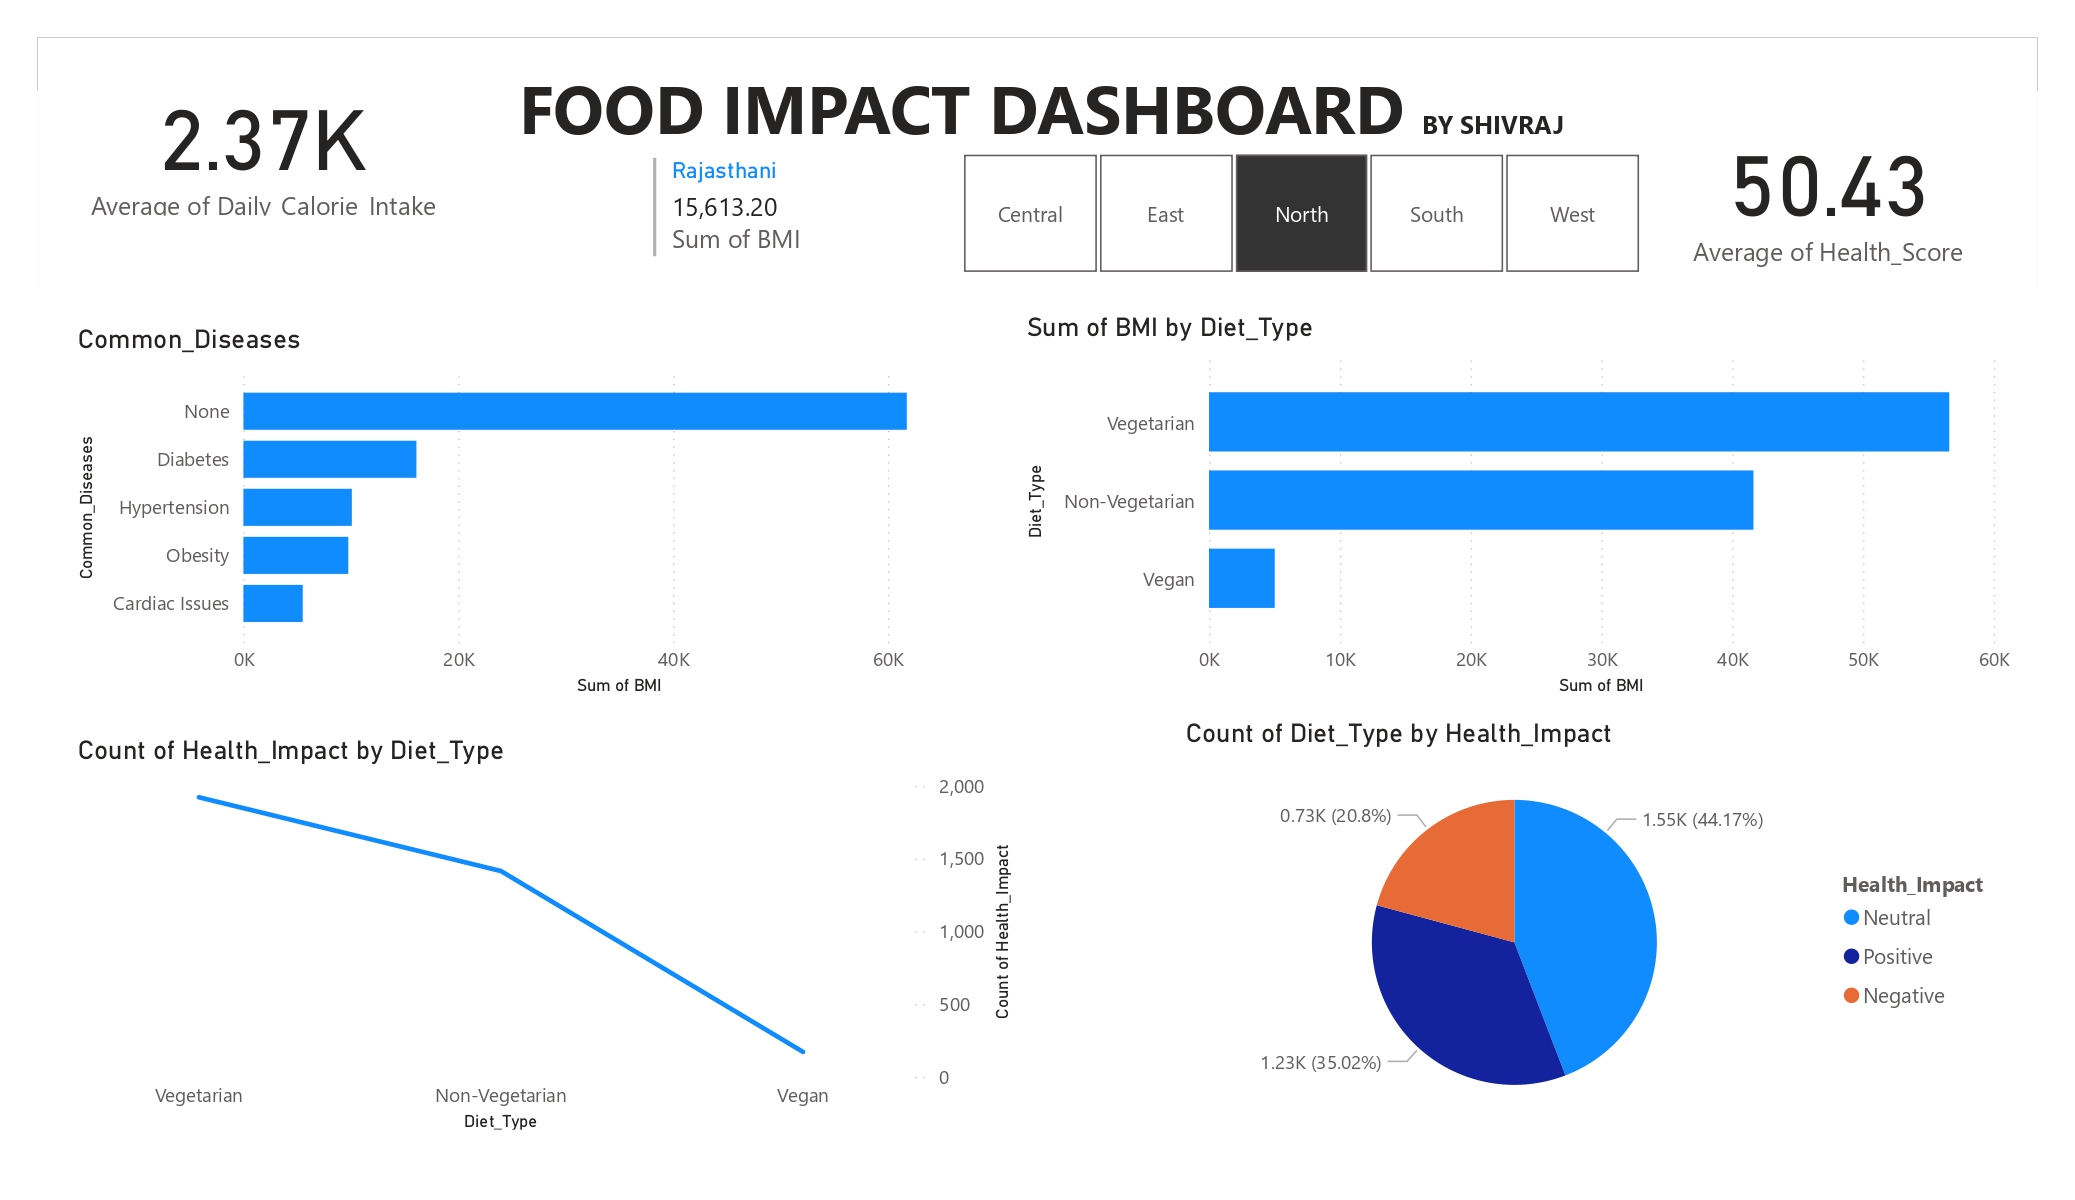 2.37K
Average of Daily_Calorie_Intake
FOOD IMPACT DASHBOARD BY SHIVRAJ
Rajasthani
15,613.20
Sum of BMI
Central
East
North
South
West
50.43
Average of Health_Score
Common_Diseases
Common_Diseases
None
Diabetes
Hypertension
Obesity
Cardiac Issues
0K
20K
40K
60K
Sum of BMI
Sum of BMI by Diet_Type
Diet_Type
Vegetarian
Non-Vegetarian
Vegan
0K
10K
20K
30K
40K
50K
60K
Sum of BMI
Count of Health_Impact by Diet_Type
2,000
1,500
1,000
500
0
Count of Health_Impact
Vegetarian
Non-Vegetarian
Vegan
Diet_Type
Count of Diet_Type by Health_Impact
0.73K (20.8%)
1.55K (44.17%)
1.23K (35.02%)
Health_Impact
Neutral
Positive
Negative